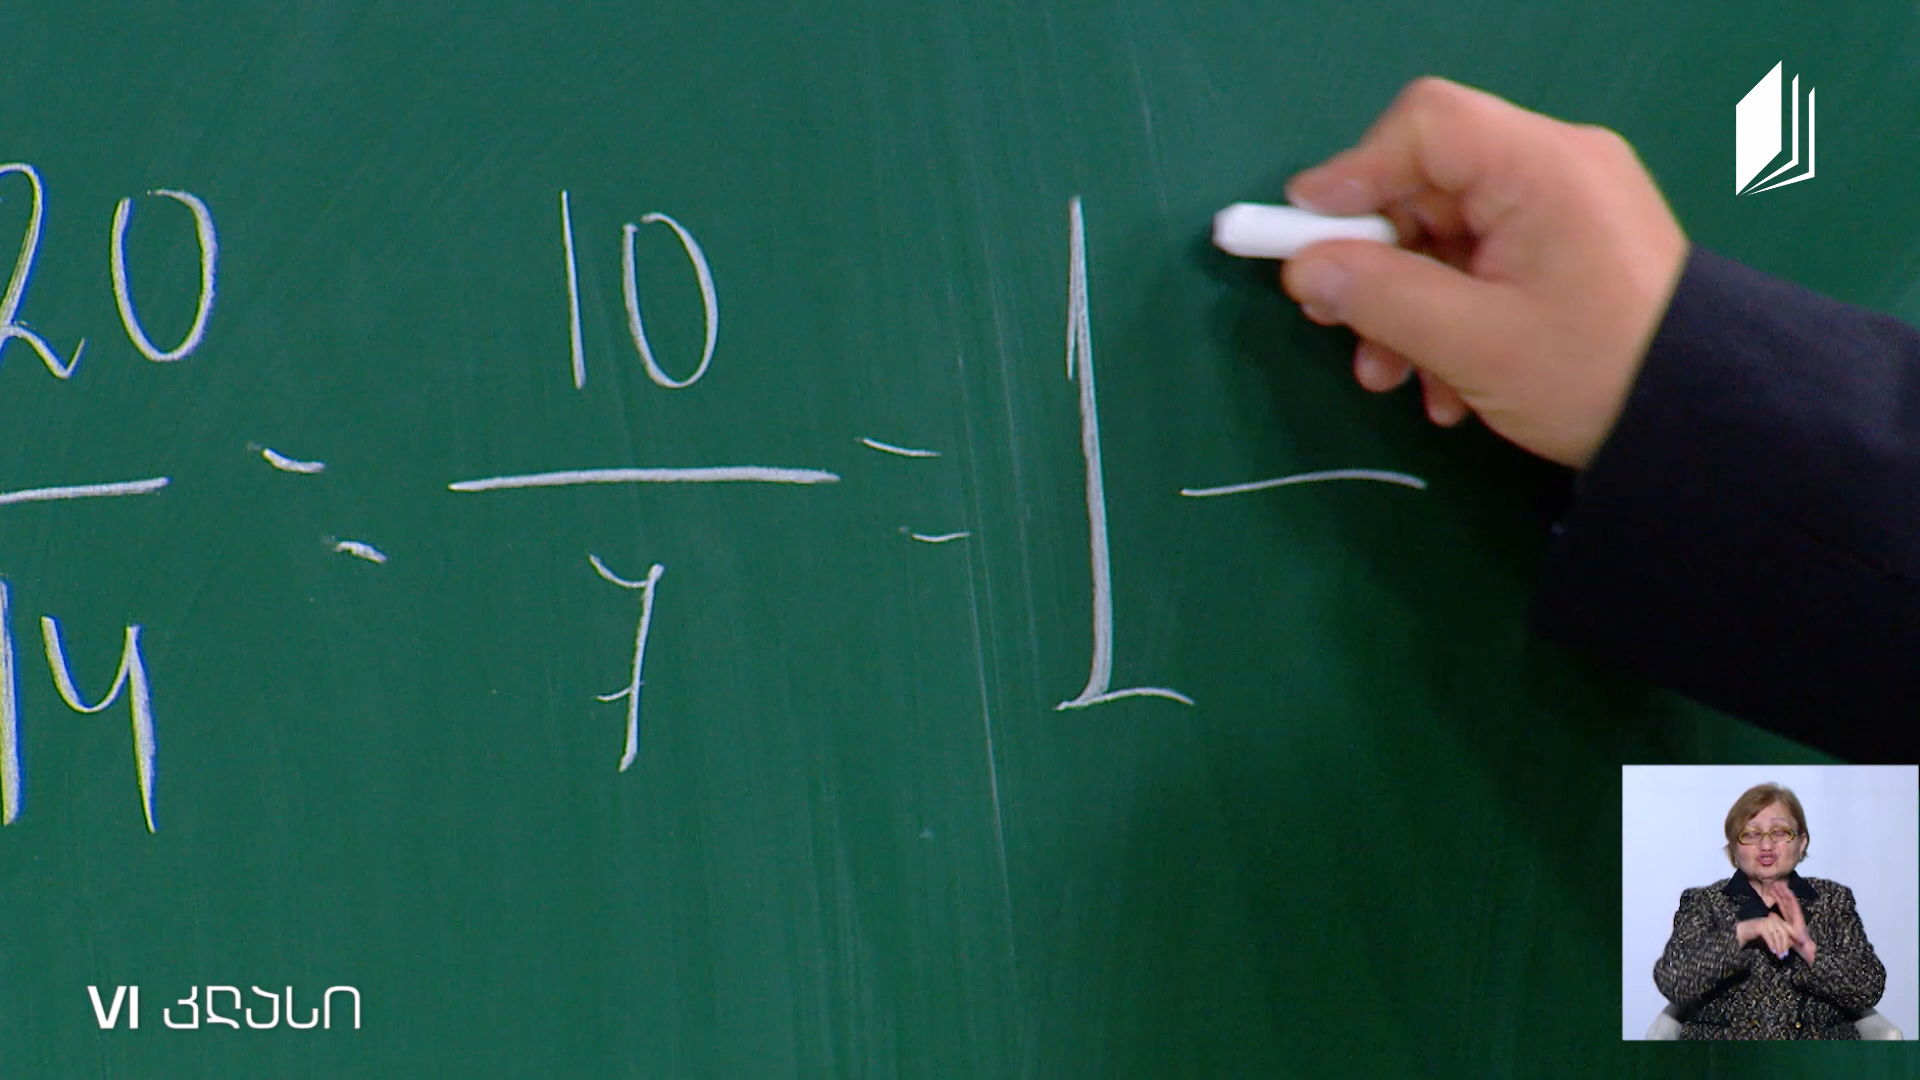 20/14 = 10/7 = 1 —
VI კლასი